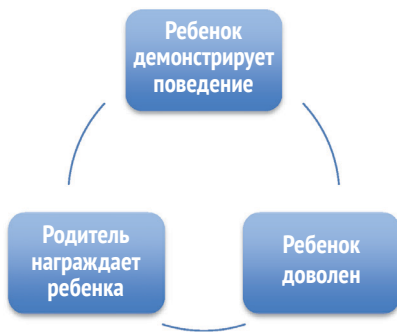 Ребенок
демонстрирует
поведение
Родитель
награждает
ребенка
Ребенок
доволен